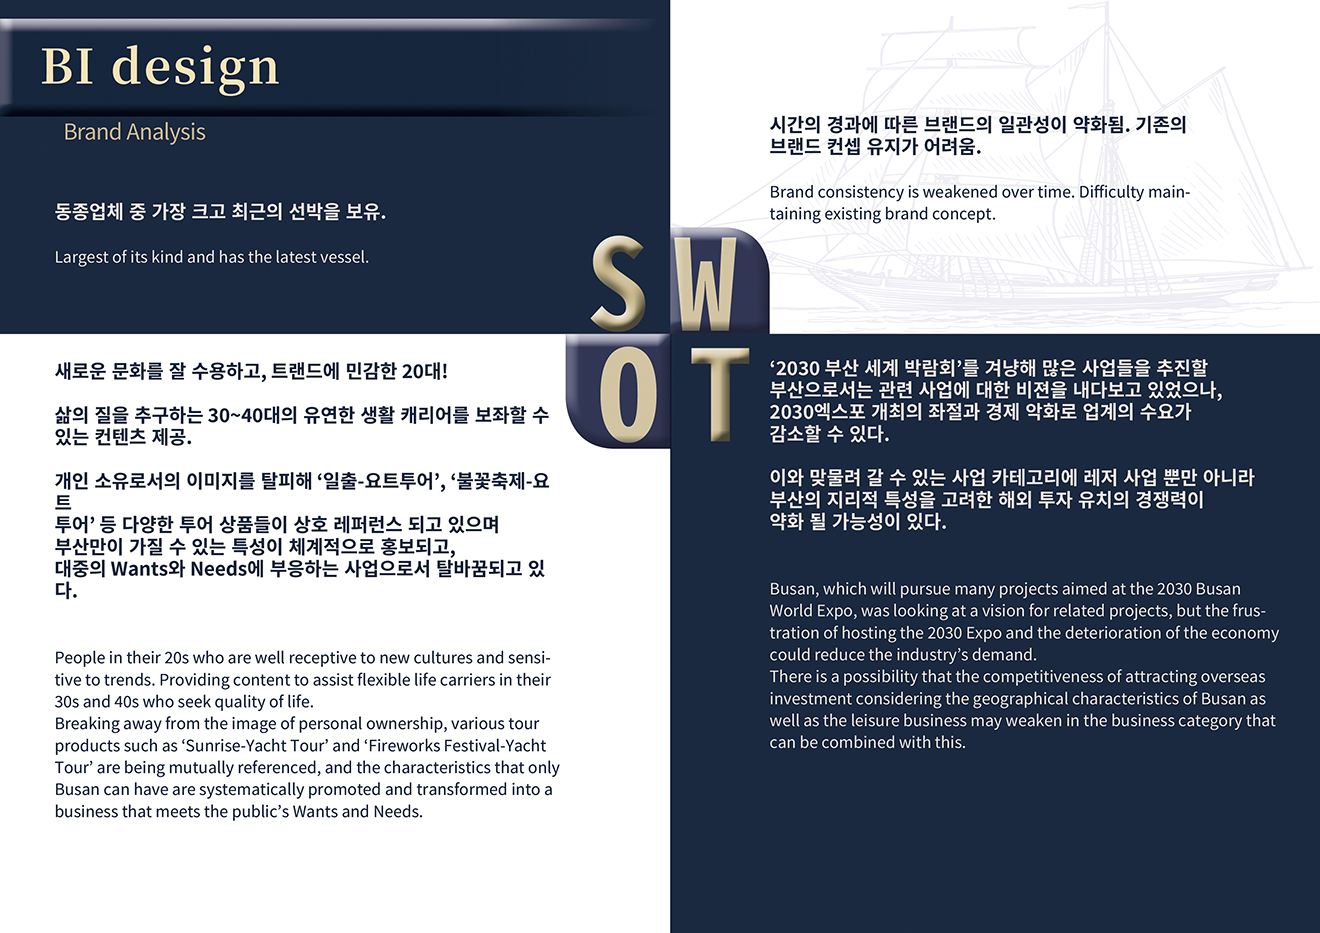 BI design
Brand Analysis
동종업체 중 가장 크고 최근의 선박을 보유.
Largest of its kind and has the latest vessel.
시간의 경과에 따른 브랜드의 일관성이 약화됨. 기존의
브랜드 컨셉 유지가 어려움.
Brand consistency is weakened over time. Difficulty main-
taining existing brand concept.
S W
O T
새로운 문화를 잘 수용하고, 트랜드에 민감한 20대!
삶의 질을 추구하는 30~40대의 유연한 생활 캐리어를 보좌할 수
있는 컨텐츠 제공.
개인 소유로서의 이미지를 탈피해 ‘일출-요트투어’, ‘불꽃축제-요
트
투어’ 등 다양한 투어 상품들이 상호 레퍼런스 되고 있으며
부산만이 가질 수 있는 특성이 체계적으로 홍보되고,
대중의 Wants와 Needs에 부응하는 사업으로서 탈바꿈되고 있
다.
People in their 20s who are well receptive to new cultures and sensi-
tive to trends. Providing content to assist flexible life carriers in their
30s and 40s who seek quality of life.
Breaking away from the image of personal ownership, various tour
products such as ‘Sunrise-Yacht Tour’ and ‘Fireworks Festival-Yacht
Tour’ are being mutually referenced, and the characteristics that only
Busan can have are systematically promoted and transformed into a
business that meets the public’s Wants and Needs.
‘2030 부산 세계 박람회’를 겨냥해 많은 사업들을 추진할
부산으로서는 관련 사업에 대한 비젼을 내다보고 있었으나,
2030엑스포 개최의 좌절과 경제 악화로 업계의 수요가
감소할 수 있다.
이와 맞물려 갈 수 있는 사업 카테고리에 레저 사업 뿐만 아니라
부산의 지리적 특성을 고려한 해외 투자 유치의 경쟁력이
약화 될 가능성이 있다.
Busan, which will pursue many projects aimed at the 2030 Busan
World Expo, was looking at a vision for related projects, but the frus-
tration of hosting the 2030 Expo and the deterioration of the economy
could reduce the industry’s demand.
There is a possibility that the competitiveness of attracting overseas
investment considering the geographical characteristics of Busan as
well as the leisure business may weaken in the business category that
can be combined with this.